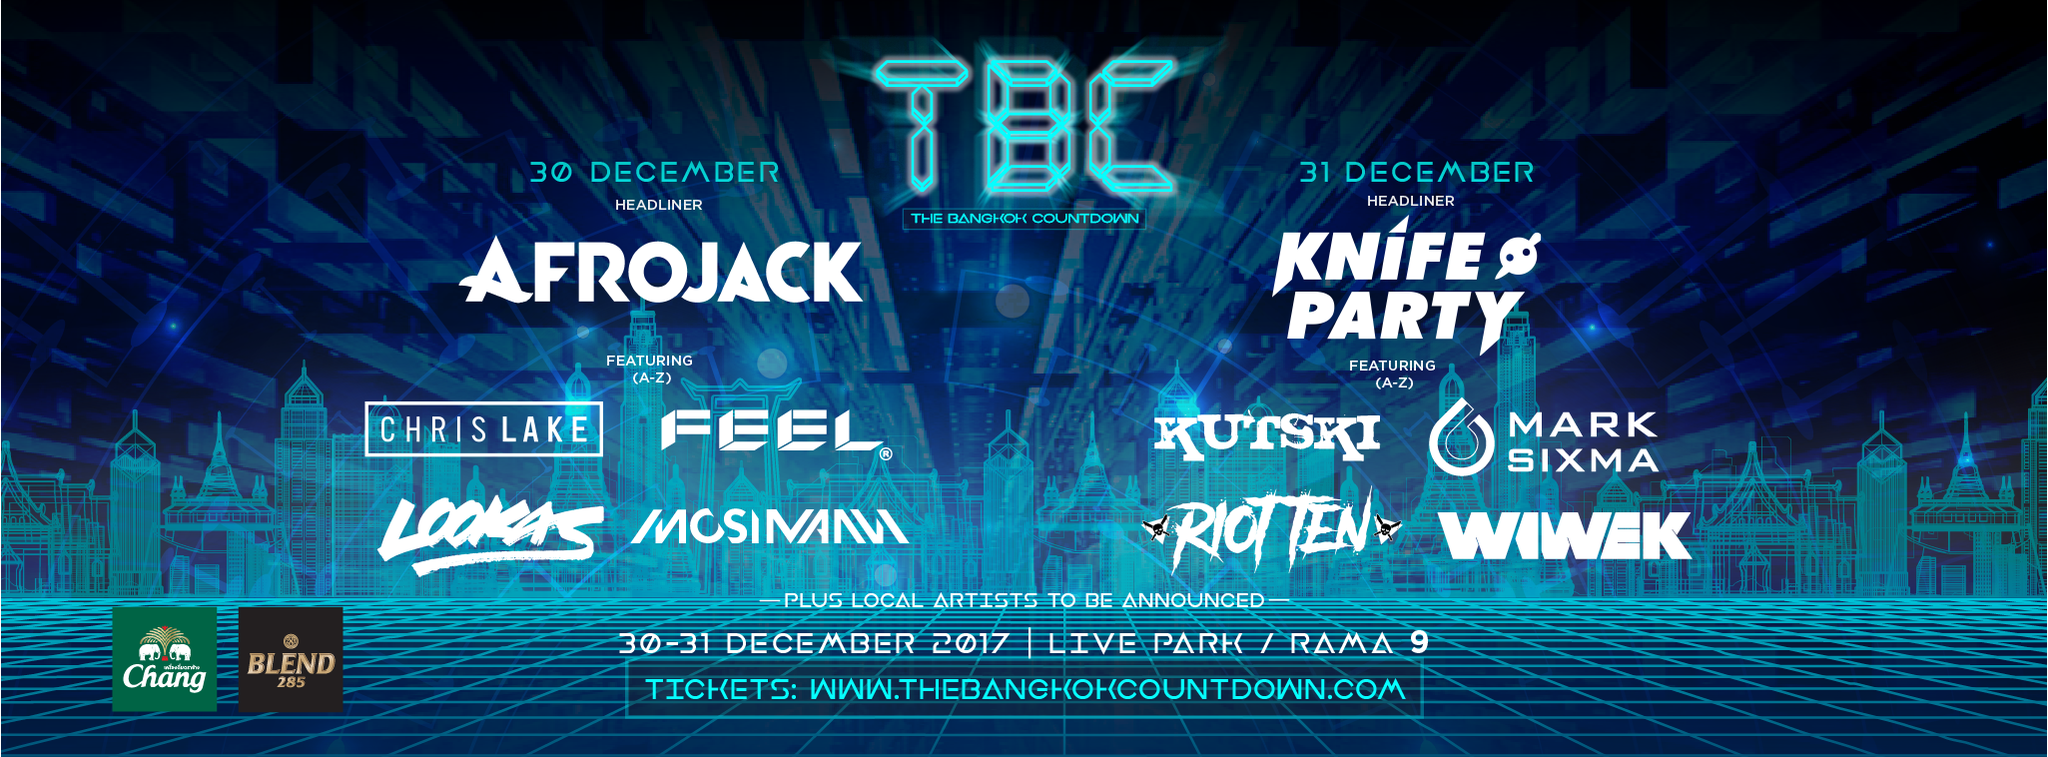 TBC
THE BANGKOK COUNTDOWN
30 DECEMBER
HEADLINER
AFROJACK
FEATURING
(A-Z)
CHRIS LAKE
FEEL®
LOOKAS
MOSIMANN
31 DECEMBER
HEADLINER
KNIFE
PARTY
FEATURING
(A-Z)
KUTSKI
MARK
SIXMA
RIOT TEN
WIWEK
PLUS LOCAL ARTISTS TO BE ANNOUNCED
30-31 DECEMBER 2017 | LIVE PARK / RAMA 9
TICKETS: WWW.THEBANGKOKCOUNTDOWN.COM
Chang
BLEND
285